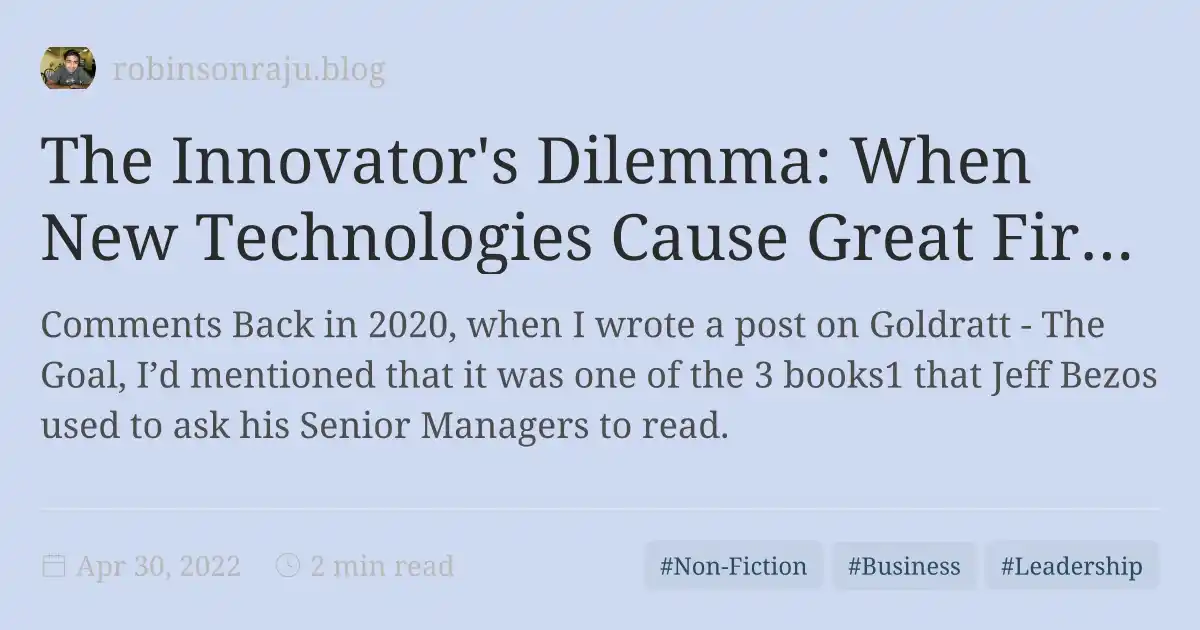 robinsonraju.blog
The Innovator's Dilemma: When
New Technologies Cause Great Fir...
Comments Back in 2020, when I wrote a post on Goldratt - The
Goal, I’d mentioned that it was one of the 3 books1 that Jeff Bezos
used to ask his Senior Managers to read.
Apr 30, 2022 2 min read #Non-Fiction #Business #Leadership